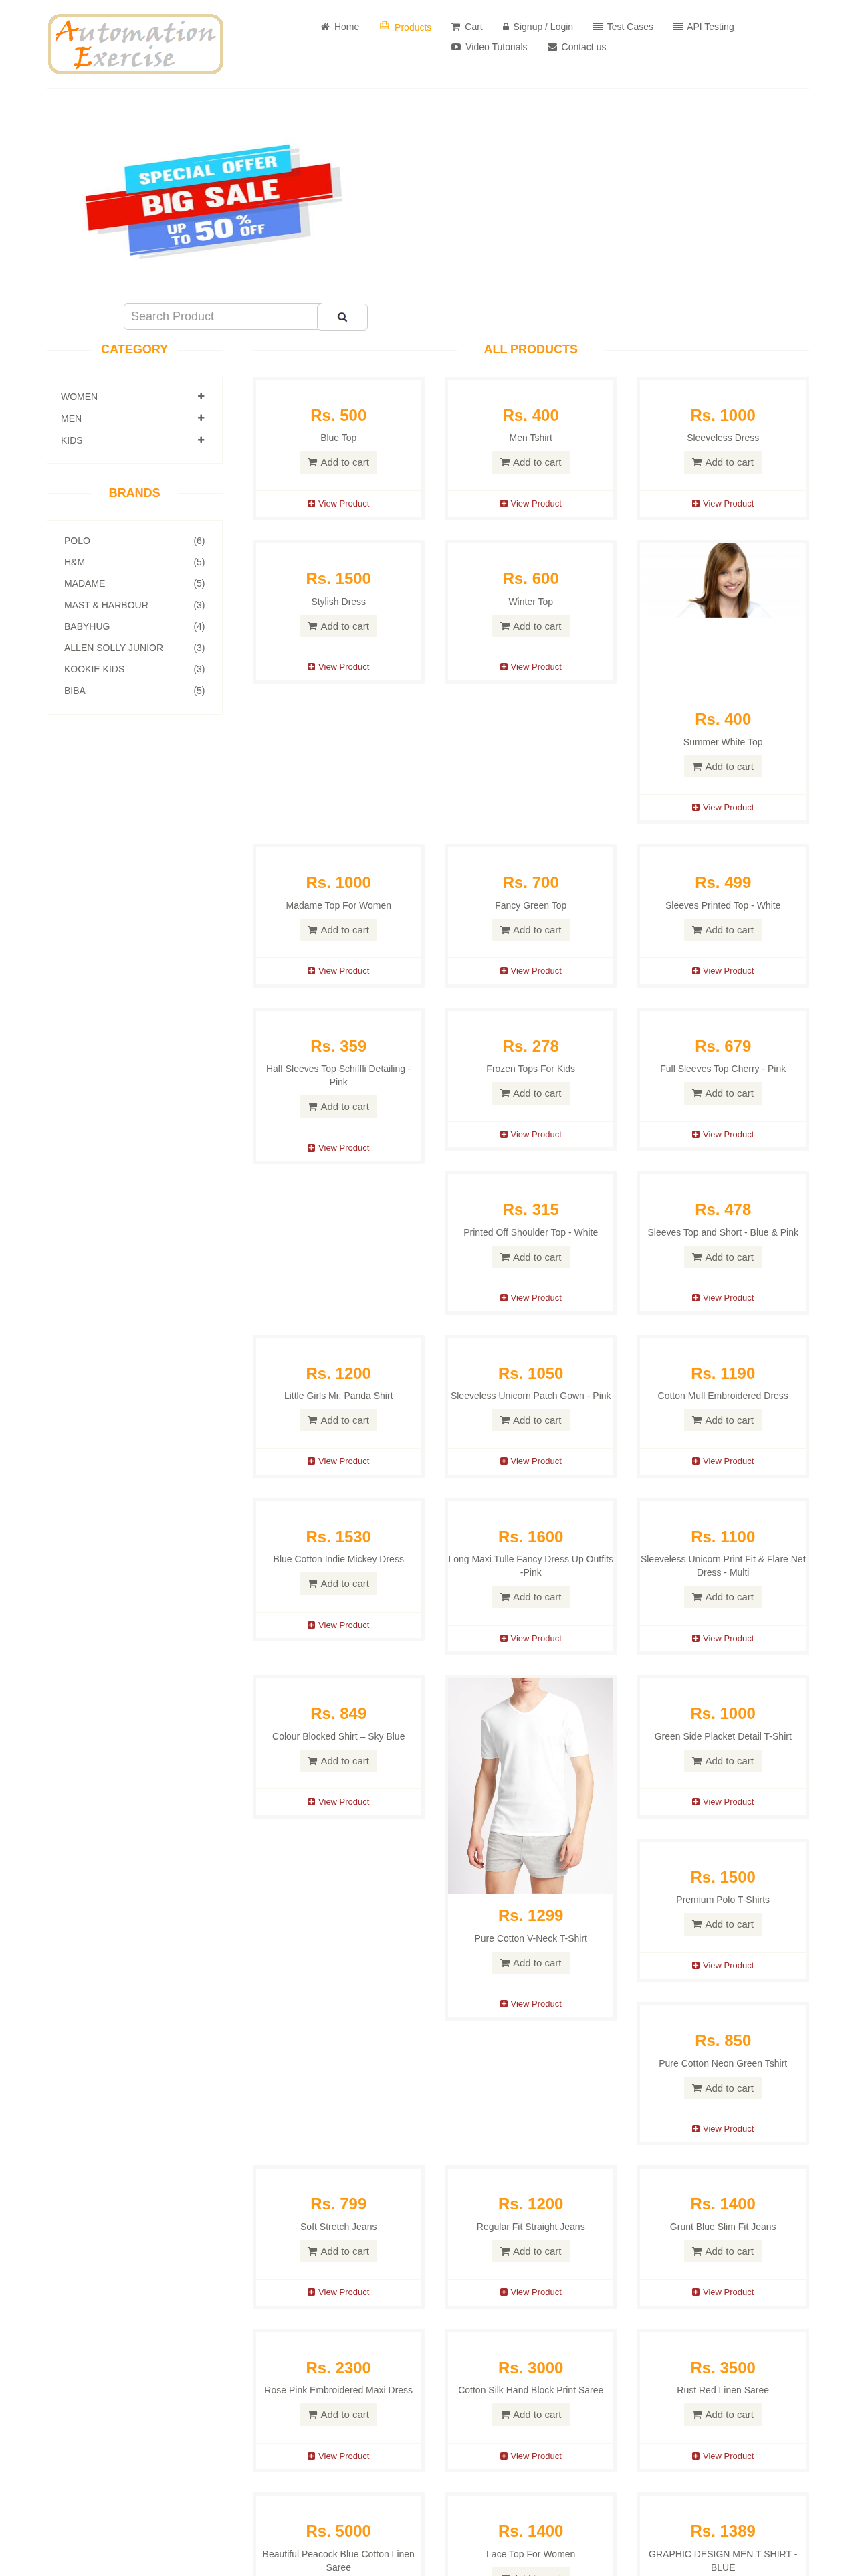 Automation
Exercise
Home
Products
Cart
Signup / Login
Test Cases
API Testing
Video Tutorials
Contact us
SPECIAL OFFER
BIG SALE
UP TO 50% OFF
Search Product
CATEGORY
WOMEN
MEN
KIDS
BRANDS
POLO (6)
H&M (5)
MADAME (5)
MAST & HARBOUR (3)
BABYHUG (4)
ALLEN SOLLY JUNIOR (3)
KOOKIE KIDS (3)
BIBA (5)
ALL PRODUCTS
Rs. 500
Blue Top
Add to cart
View Product
Rs. 400
Men Tshirt
Add to cart
View Product
Rs. 1000
Sleeveless Dress
Add to cart
View Product
Rs. 1500
Stylish Dress
Add to cart
View Product
Rs. 600
Winter Top
Add to cart
View Product
Rs. 400
Summer White Top
Add to cart
View Product
Rs. 1000
Madame Top For Women
Add to cart
View Product
Rs. 700
Fancy Green Top
Add to cart
View Product
Rs. 499
Sleeves Printed Top - White
Add to cart
View Product
Rs. 359
Half Sleeves Top Schiffli Detailing -
Pink
Add to cart
View Product
Rs. 278
Frozen Tops For Kids
Add to cart
View Product
Rs. 679
Full Sleeves Top Cherry - Pink
Add to cart
View Product
Rs. 315
Printed Off Shoulder Top - White
Add to cart
View Product
Rs. 478
Sleeves Top and Short - Blue & Pink
Add to cart
View Product
Rs. 1200
Little Girls Mr. Panda Shirt
Add to cart
View Product
Rs. 1050
Sleeveless Unicorn Patch Gown - Pink
Add to cart
View Product
Rs. 1190
Cotton Mull Embroidered Dress
Add to cart
View Product
Rs. 1530
Blue Cotton Indie Mickey Dress
Add to cart
View Product
Rs. 1600
Long Maxi Tulle Fancy Dress Up Outfits
-Pink
Add to cart
View Product
Rs. 1100
Sleeveless Unicorn Print Fit & Flare Net
Dress - Multi
Add to cart
View Product
Rs. 849
Colour Blocked Shirt – Sky Blue
Add to cart
View Product
Rs. 1299
Pure Cotton V-Neck T-Shirt
Add to cart
View Product
Rs. 1000
Green Side Placket Detail T-Shirt
Add to cart
View Product
Rs. 1500
Premium Polo T-Shirts
Add to cart
View Product
Rs. 850
Pure Cotton Neon Green Tshirt
Add to cart
View Product
Rs. 799
Soft Stretch Jeans
Add to cart
View Product
Rs. 1200
Regular Fit Straight Jeans
Add to cart
View Product
Rs. 1400
Grunt Blue Slim Fit Jeans
Add to cart
View Product
Rs. 2300
Rose Pink Embroidered Maxi Dress
Add to cart
View Product
Rs. 3000
Cotton Silk Hand Block Print Saree
Add to cart
View Product
Rs. 3500
Rust Red Linen Saree
Add to cart
View Product
Rs. 5000
Beautiful Peacock Blue Cotton Linen
Saree
Rs. 1400
Lace Top For Women
Rs. 1389
GRAPHIC DESIGN MEN T SHIRT -
BLUE